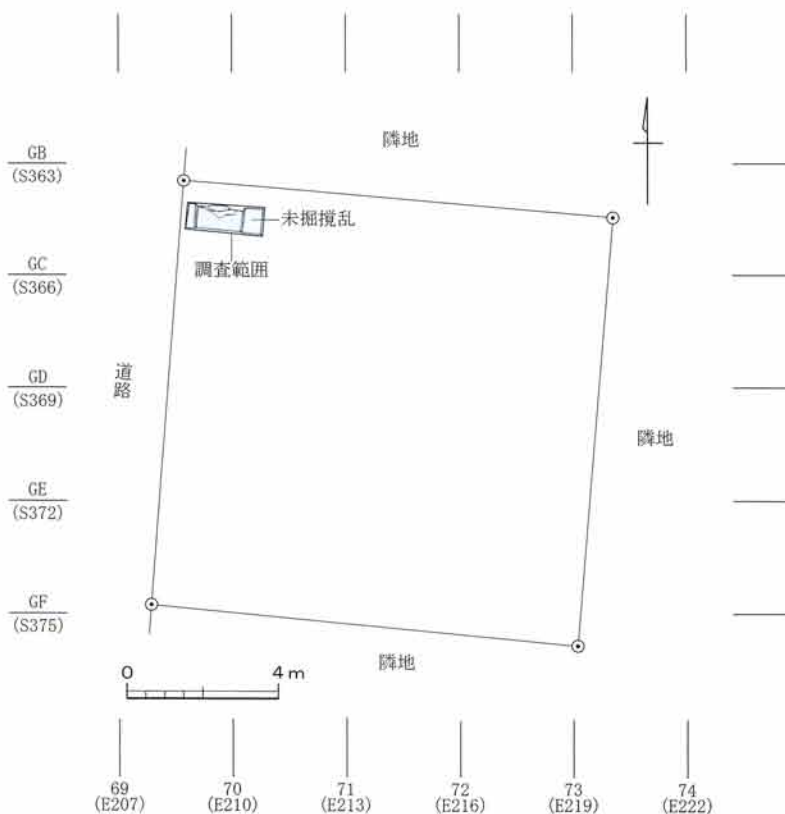 隣地
GB
(S363)
未掘撹乱
調査範囲
GC
(S366)
道路
GD
(S369)
隣地
GE
(S372)
GF
(S375)
隣地
0 4 m
69 70 71 72 73 74
(E207) (E210) (E213) (E216) (E219) (E222)